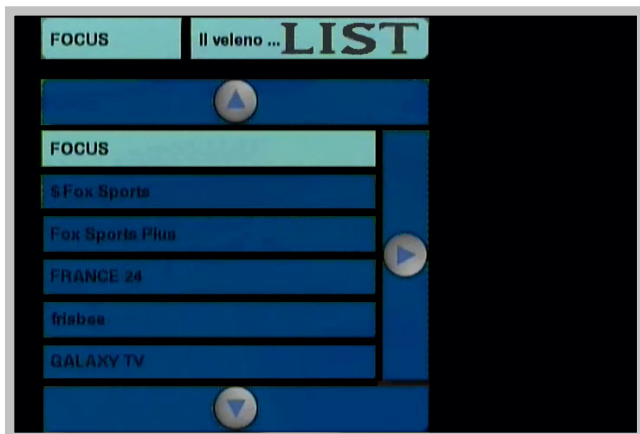 FOCUS
Il veleno ... LIST
FOCUS
$ Fox Sports
Fox Sports Plus
FRANCE 24
frisbee
GALAXY TV